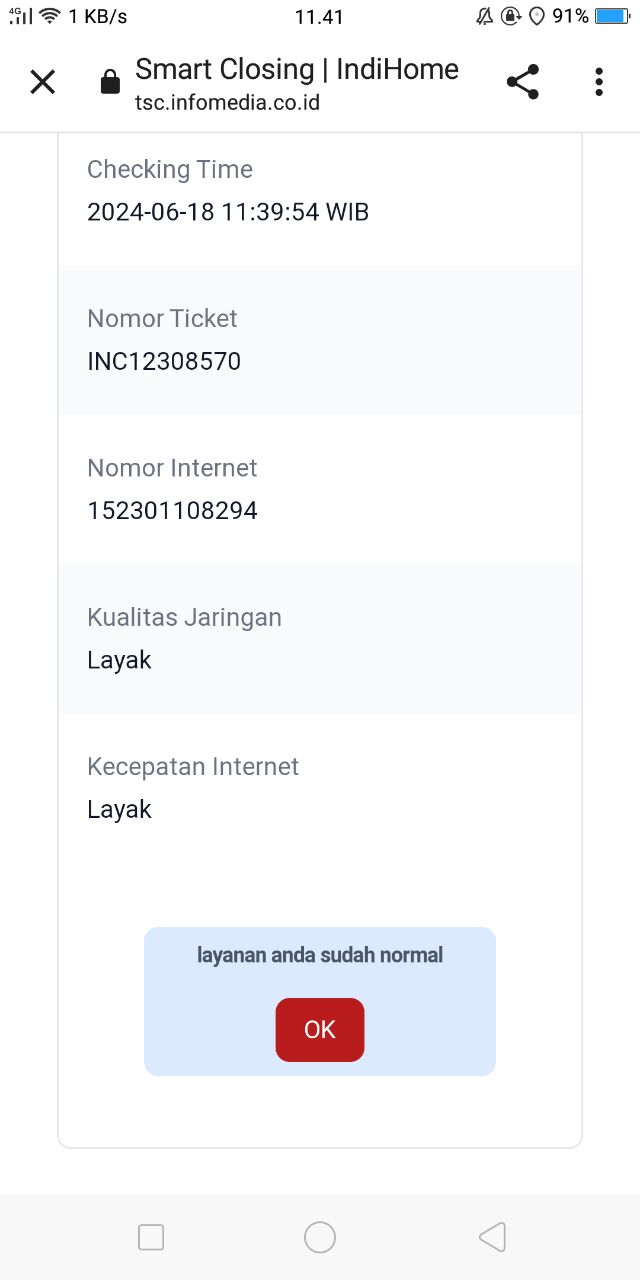 4G 1 KB/s 11.41 91%
Smart Closing | IndiHome
tsc.infomedia.co.id
Checking Time
2024-06-18 11:39:54 WIB
Nomor Ticket
INC12308570
Nomor Internet
152301108294
Kualitas Jaringan
Layak
Kecepatan Internet
Layak
layanan anda sudah normal
OK